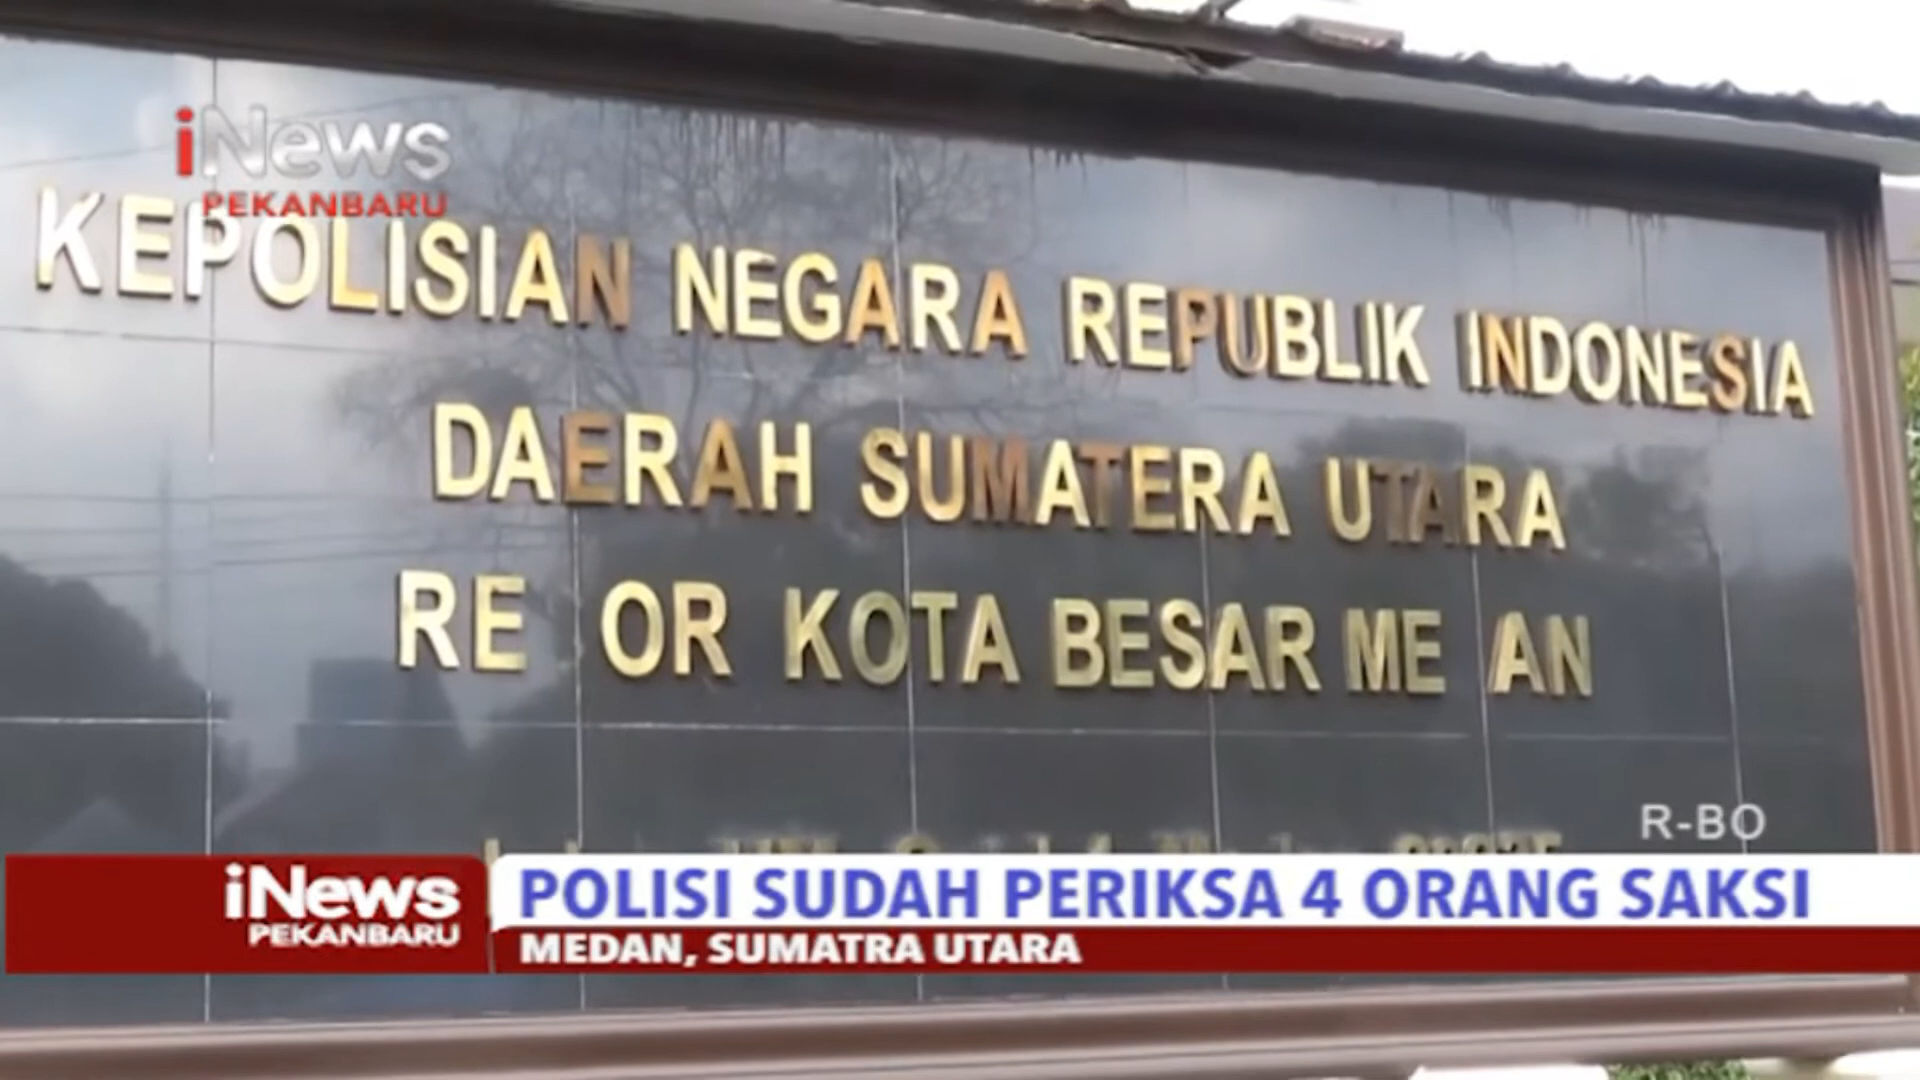 iNews
PEKANBARU
KEPOLISIAN NEGARA REPUBLIK INDONESIA
DAERAH SUMATERA UTARA
RE OR KOTA BESAR ME AN
R-BO
iNews
PEKANBARU
POLISI SUDAH PERIKSA 4 ORANG SAKSI
MEDAN, SUMATRA UTARA